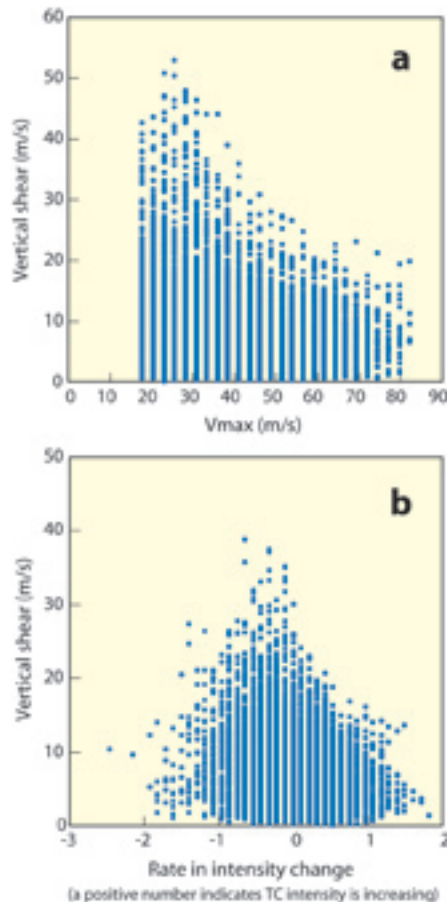 60
50
40
30
20
10
0
Vertical shear (m/s)
a
0 10 20 30 40 50 60 70 80 90
Vmax (m/s)
50
40
30
20
10
0
Vertical shear (m/s)
b
-3 -2 -1 0 1 2
Rate in intensity change
(a positive number indicates TC intensity is increasing)